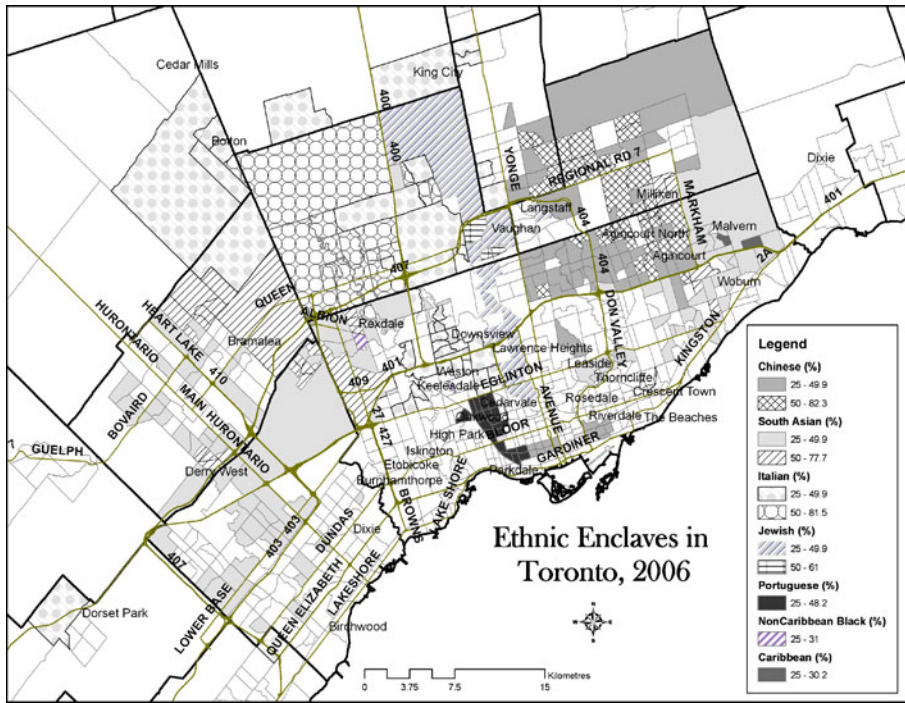 Cedar Mills
King City
Bolton
400
400
YONGE
REGIONAL RD 7
Dixie
401
Milliken
MARKHAM
Langstaff
404
Vaughan
Agincourt North
Malvern
Agincourt
2A
Woburn
407
QUEEN
404
DON VALLEY
KINGSTON
HURONTARIO
HEART LAKE
ALBION
Rexdale
Bramalea
Downsview
Lawrence Heights
410
401
Weston
Leaside
Thorncliffe
409
Keelesdale
EGLINTON
Crescent Town
BOVAIRD
MAIN HURONTARIO
27
Cedarvale
AVENUE
Rosedale
427
High Park
BLOOR
Riverdale
The Beaches
GUELPH
Islington
GARDINER
Derry West
Etobicoke
Parkdale
Burnhamthorpe
BROWNS
LAKE SHORE
403
403
DUNDAS
Dixie
407
LOWER BASE
QUEEN ELIZABETH
LAKESHORE
Dorset Park
Birchwood
Ethnic Enclaves in
Toronto, 2006
N
W
E
S
Kilometres
0
3.75
7.5
15
Legend
Chinese (%)
25 - 49.9
50 - 82.3
South Asian (%)
25 - 49.9
50 - 77.7
Italian (%)
25 - 49.9
50 - 81.5
Jewish (%)
25 - 49.9
50 - 61
Portuguese (%)
25 - 48.2
NonCaribbean Black (%)
25 - 31
Caribbean (%)
25 - 30.2